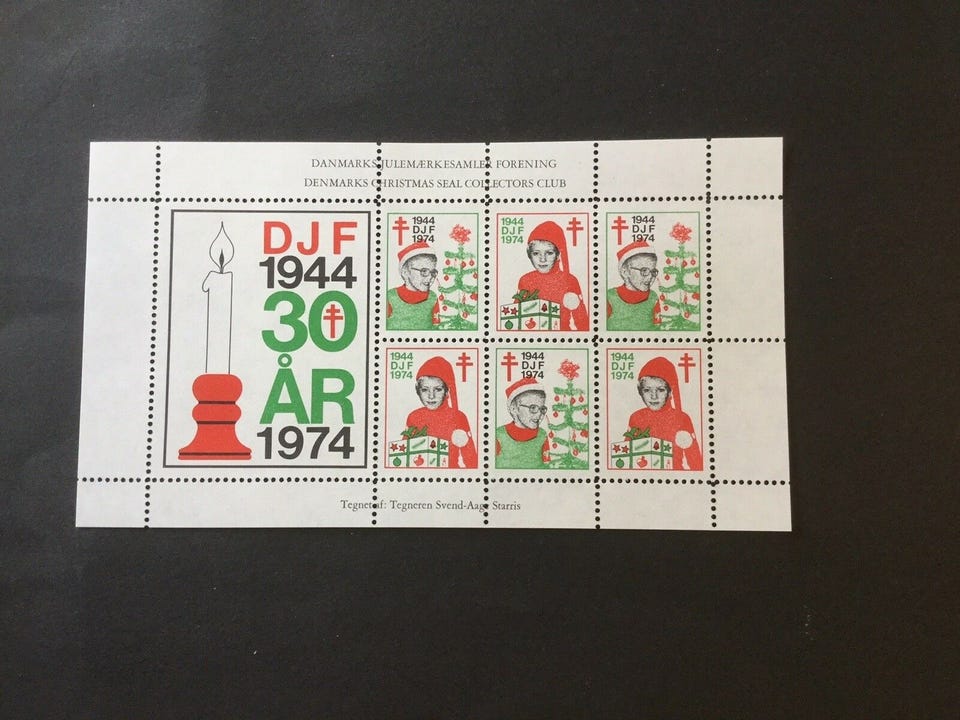 DANMARKS JULEMÆRKESAMLER FORENING
DENMARKS CHRISTMAS SEAL COLLECTORS CLUB
DJF
1944
30
ÅR
1974
1944
DJF
1974
1944
DJF
1974
1944
DJF
1974
1944
DJF
1974
1944
DJF
1974
1944
DJF
1974
Tegnet af: Tegneren Svend-Aage Starris